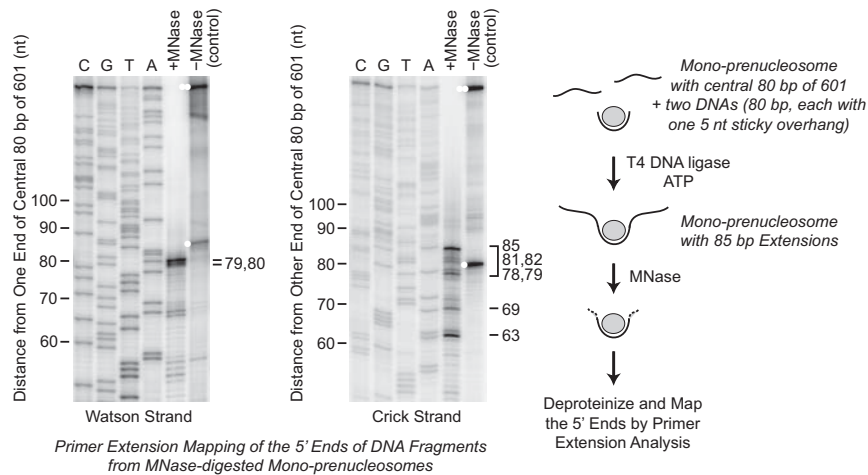 Distance from One End of Central 80 bp of 601 (nt)
C G T A +MNase −MNase (control)
100
90
80
70
60
79,80
Watson Strand
Distance from Other End of Central 80 bp of 601 (nt)
C G T A +MNase −MNase (control)
100
90
80
70
60
85
81,82
78,79
69
63
Crick Strand
Primer Extension Mapping of the 5’ Ends of DNA Fragments
from MNase-digested Mono-prenucleosomes
Mono-prenucleosome
with central 80 bp of 601
+ two DNAs (80 bp, each with
one 5 nt sticky overhang)
T4 DNA ligase
ATP
Mono-prenucleosome
with 85 bp Extensions
MNase
Deproteinize and Map
the 5’ Ends by Primer
Extension Analysis